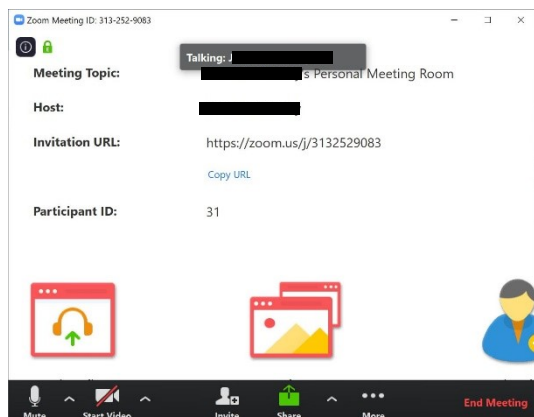 Zoom Meeting ID: 313-252-9083
Talking: J
Meeting Topic: 's Personal Meeting Room
Host:
Invitation URL: https://zoom.us/j/3132529083
Copy URL
Participant ID: 31
Mute Start Video Invite Share More End Meeting